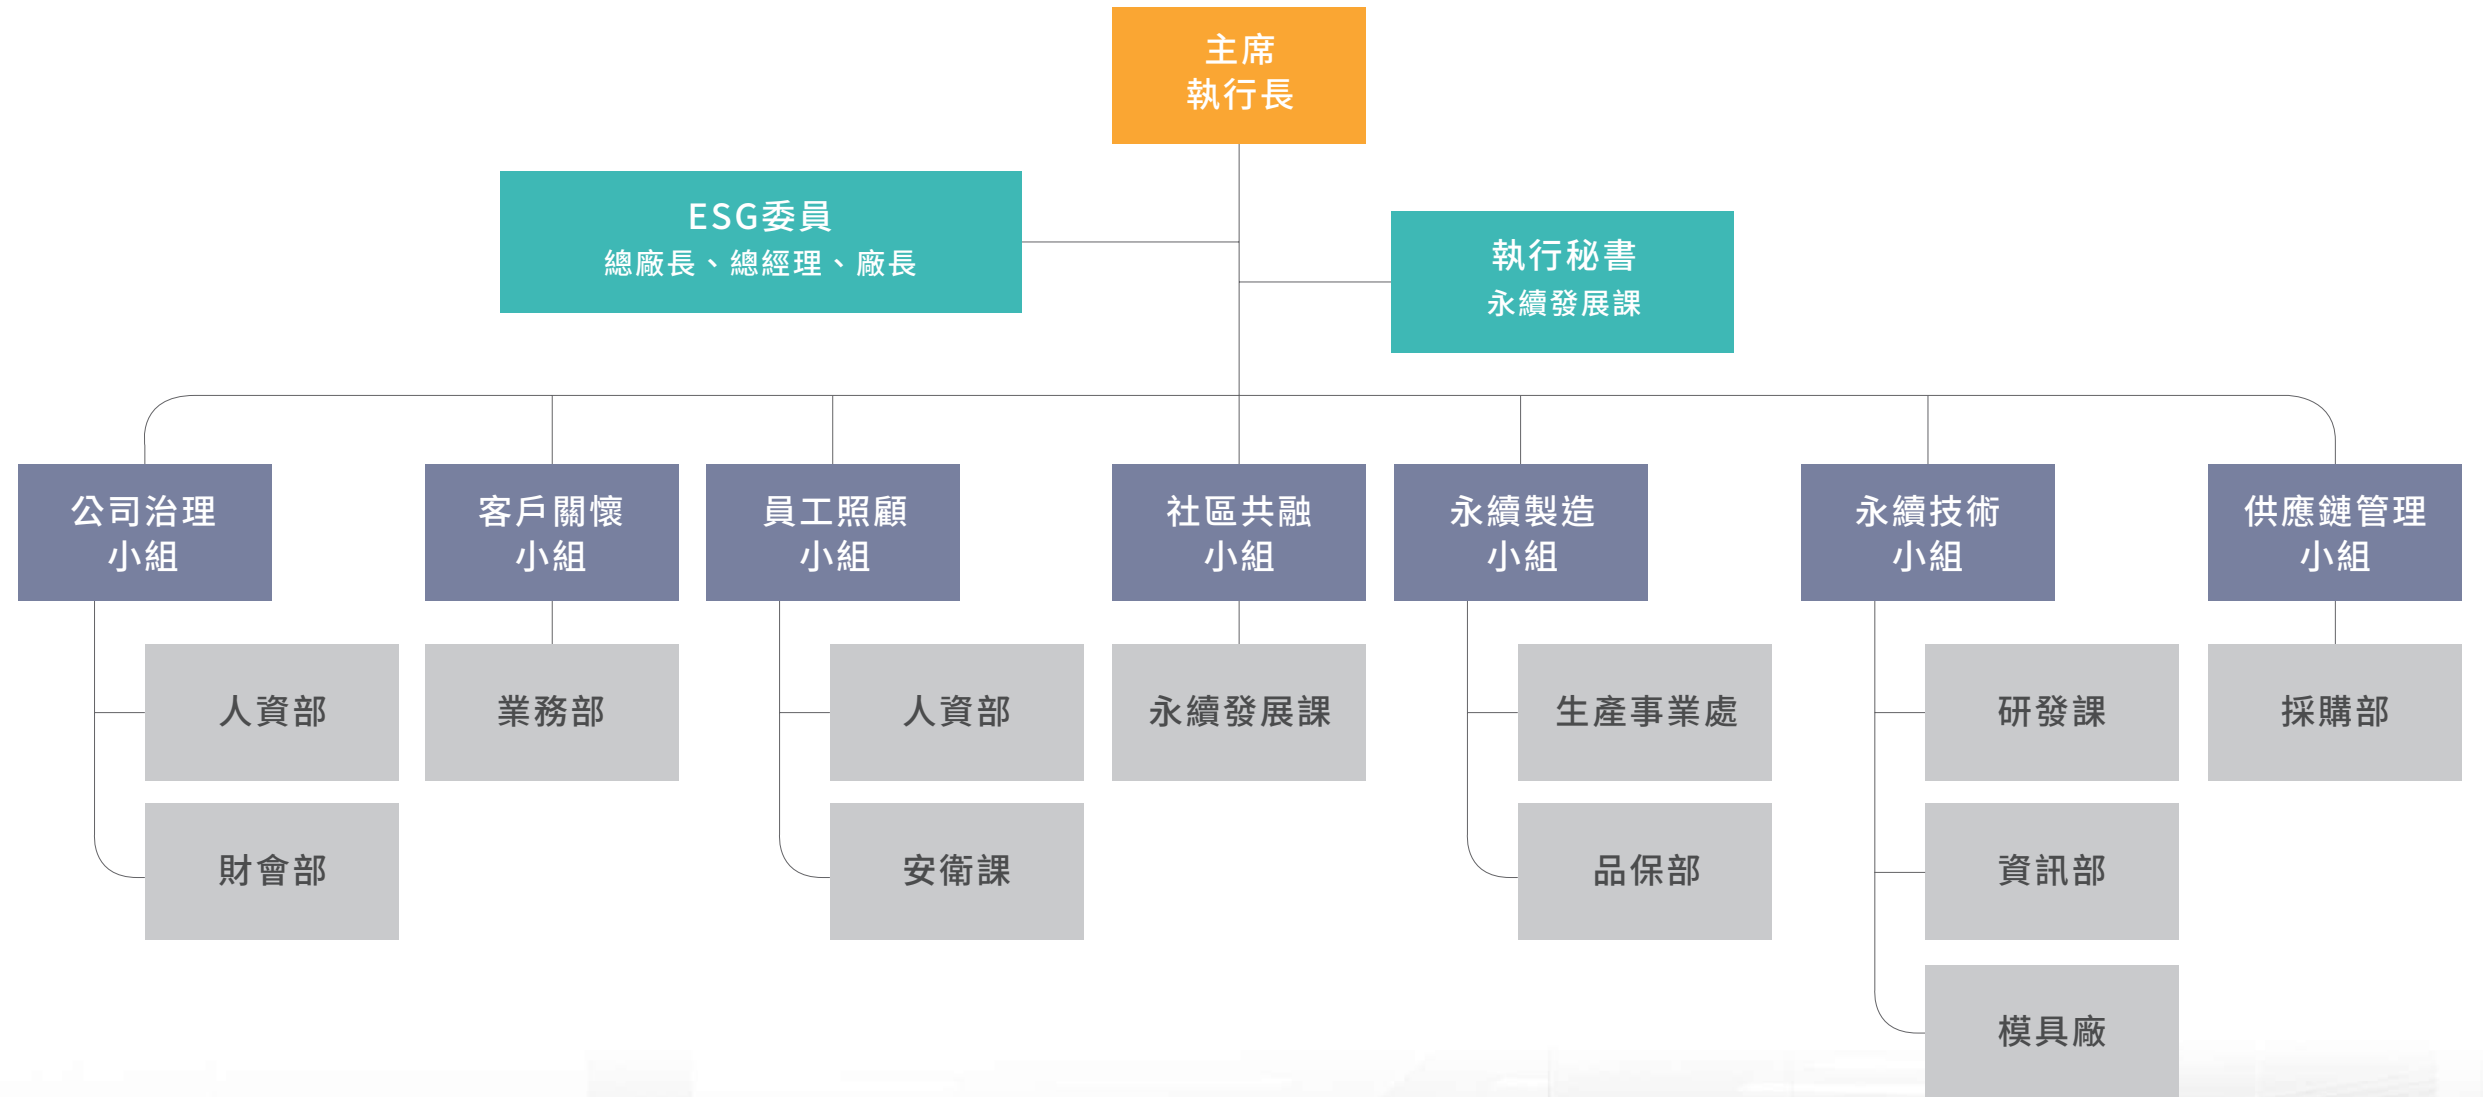 主席
執行長
ESG委員
總廠長、總經理、廠長
執行秘書
永續發展課
公司治理
小組
客戶關懷
小組
員工照顧
小組
社區共融
小組
永續製造
小組
永續技術
小組
供應鏈管理
小組
人資部
業務部
人資部
永續發展課
生產事業處
研發課
採購部
財會部
安衛課
品保部
資訊部
模具廠